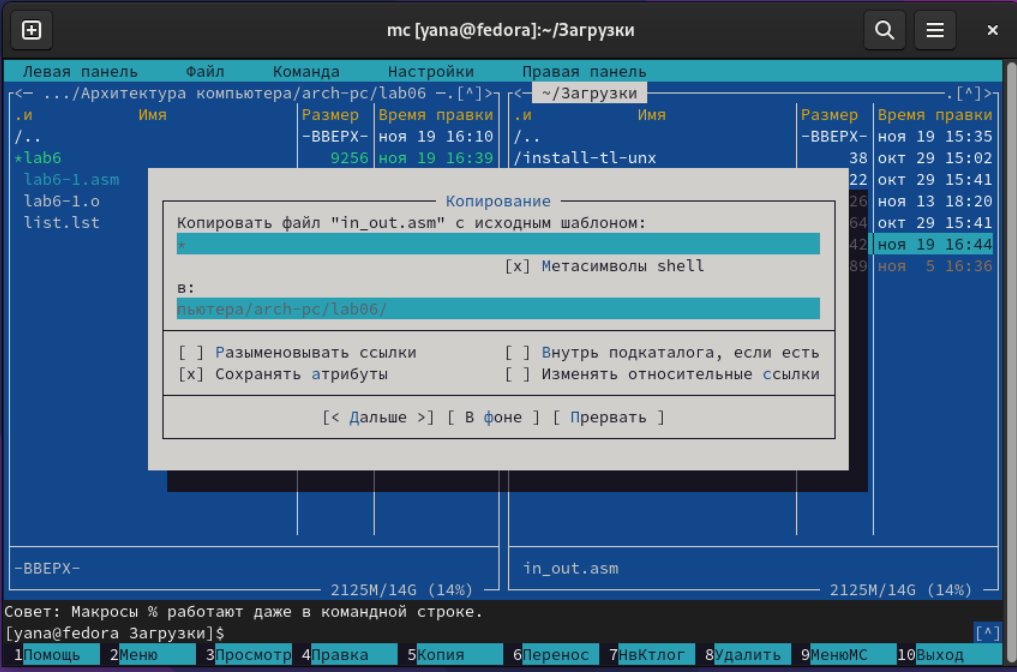 mc [yana@fedora]:~/Загрузки
Левая панель Файл Команда Настройки Правая панель
<─ .../Архитектура компьютера/arch-pc/lab06 ─.[^]>
<─ ~/Загрузки .[^]>
.и Имя Размер Время правки .и Имя Размер Время правки
/.. -ВВЕРХ- ноя 19 16:10 /.. -ВВЕРХ- ноя 19 15:35
*lab6 9256 ноя 19 16:39 /install-tl-unx 38 окт 29 15:02
lab6-1.asm 22 окт 29 15:41
lab6-1.o 26 ноя 13 18:20
list.lst 64 окт 29 15:41
42 ноя 19 16:44
89 ноя 5 16:36
Копирование
Копировать файл "in_out.asm" с исходным шаблоном:
*
[x] Метасимволы shell
в:
пьютера/arch-pc/lab06/
[ ] Разыменовывать ссылки [ ] Внутрь подкаталога, если есть
[x] Сохранять атрибуты [ ] Изменять относительные ссылки
[< Дальше >] [ В фоне ] [ Прервать ]
-ВВЕРХ- in_out.asm
2125M/14G (14%) 2125M/14G (14%)
Совет: Макросы % работают даже в командной строке.
[yana@fedora Загрузки]$ [^]
1Помощь 2Меню 3Просмотр 4Правка 5Копия 6Перенос 7НвКтлог 8Удалить 9МенюMC 10Выход